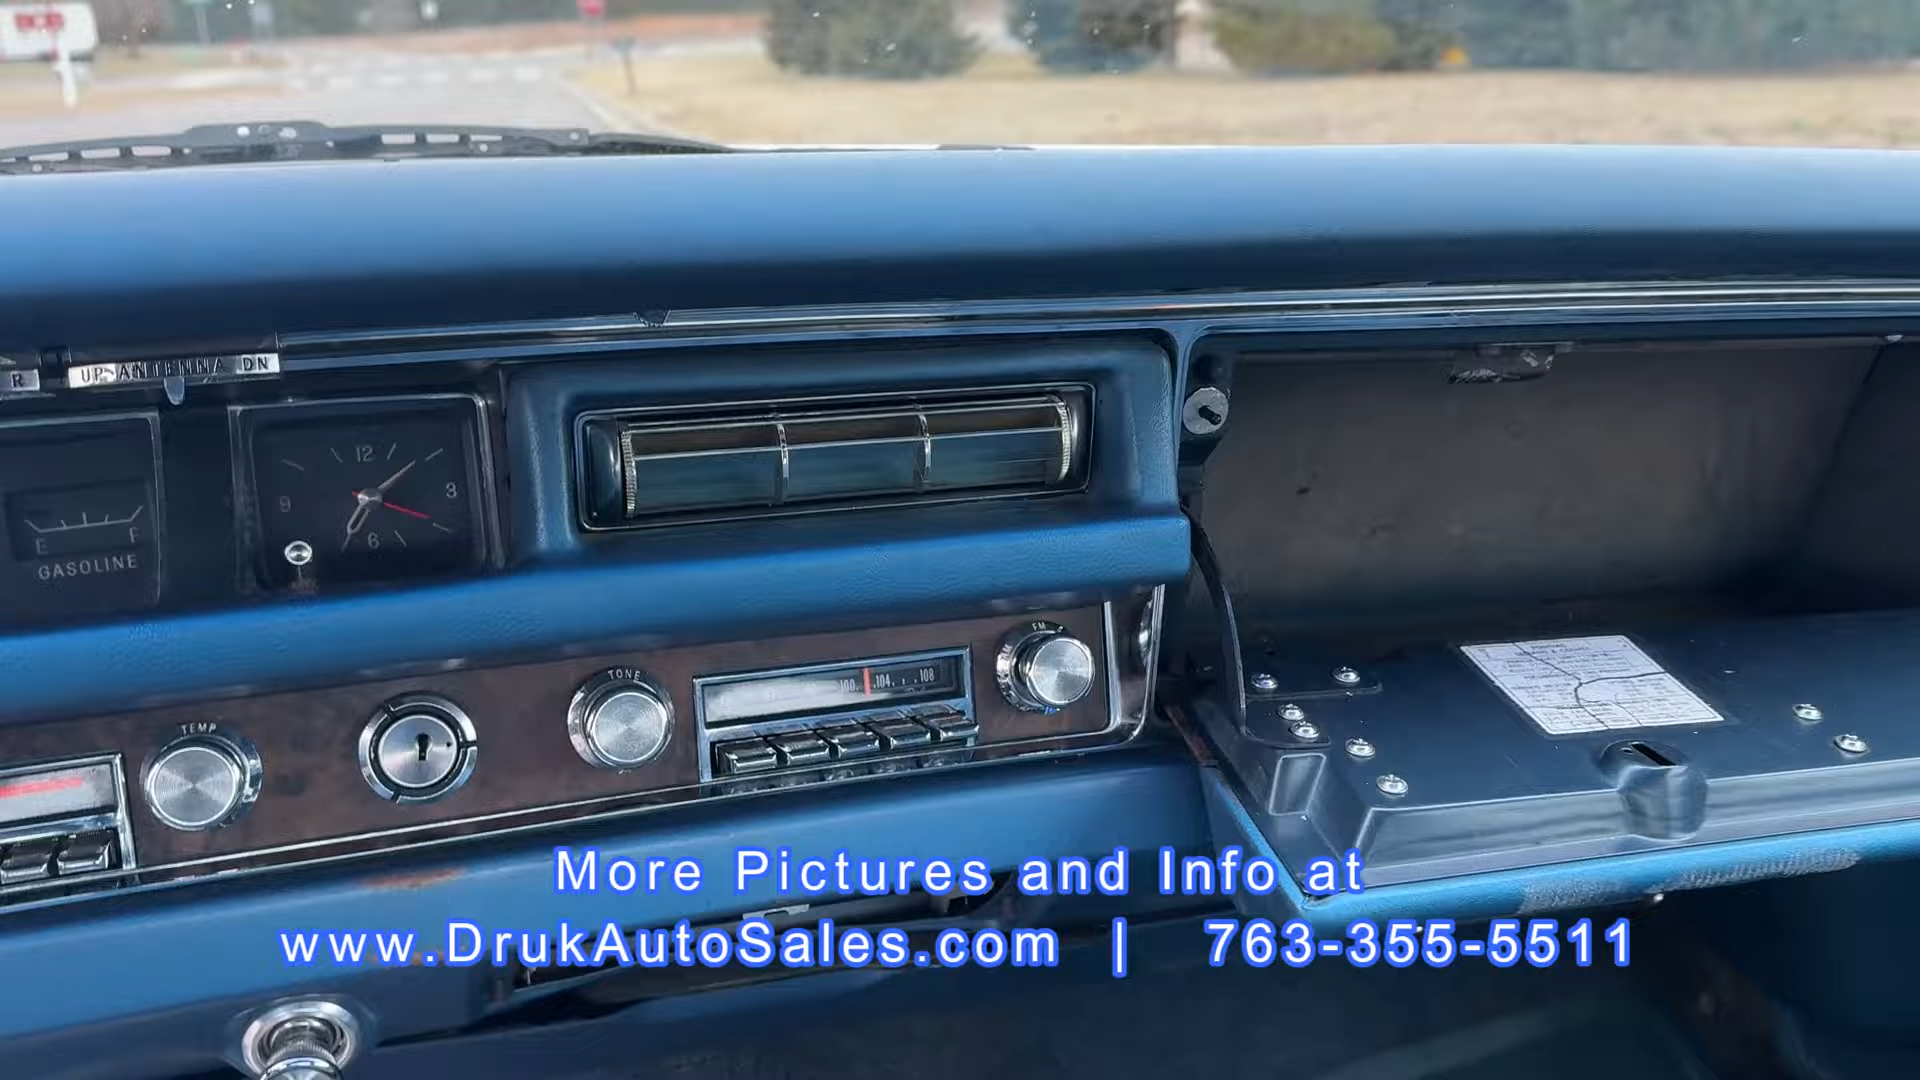 R
UP ANTENNA DN
12
9
3
6
E F
GASOLINE
TEMP
TONE
100 104 108
FM
AM
More Pictures and Info at
www.DrukAutoSales.com | 763-355-5511